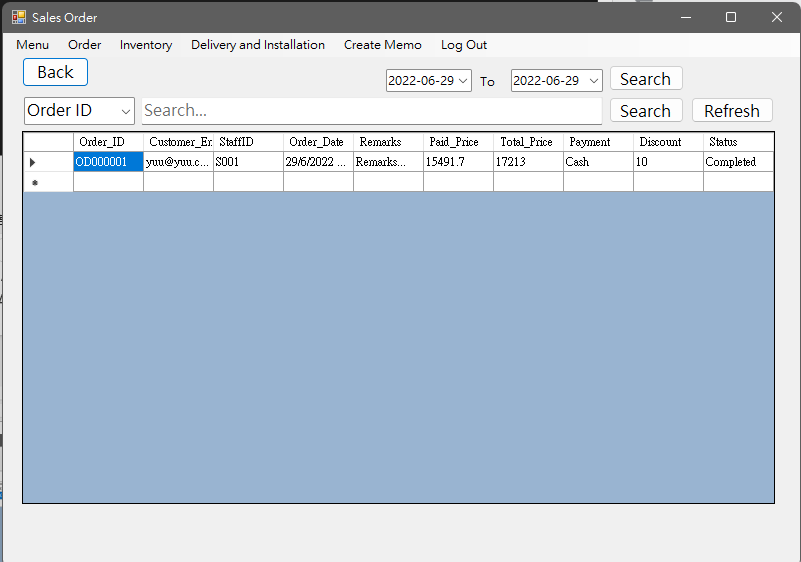 Sales Order
Menu Order Inventory Delivery and Installation Create Memo Log Out
Back 2022-06-29 To 2022-06-29 Search
Order ID Search... Search Refresh
Order_ID Customer_Er StaffID Order_Date Remarks Paid_Price Total_Price Payment Discount Status
OD000001 yuu@yuu.c... S001 29/6/2022 ... Remarks... 15491.7 17213 Cash 10 Completed